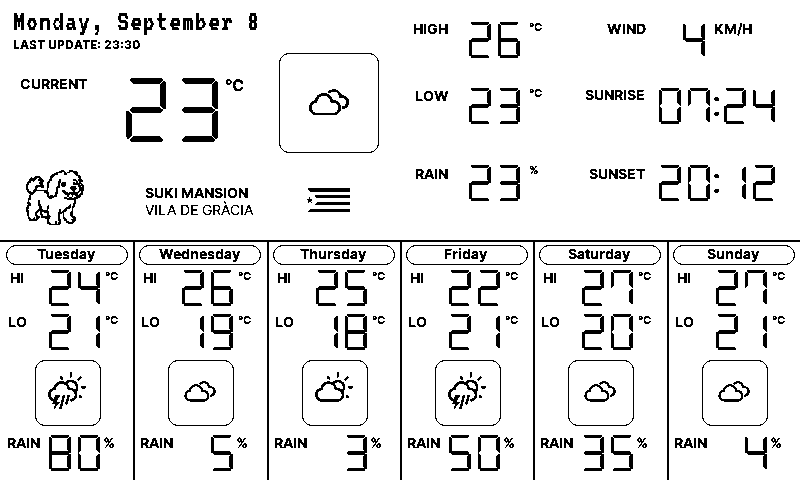 Monday, September 8
LAST UPDATE: 23:30
CURRENT 23 °C
SUKI MANSION
VILA DE GRÀCIA
HIGH 26 °C
LOW 23 °C
RAIN 23 %
WIND 4 KM/H
SUNRISE 07:24
SUNSET 20:12
Tuesday
HI 24 °C
LO 21 °C
RAIN 80 %
Wednesday
HI 26 °C
LO 19 °C
RAIN 5 %
Thursday
HI 25 °C
LO 18 °C
RAIN 3 %
Friday
HI 22 °C
LO 21 °C
RAIN 50 %
Saturday
HI 27 °C
LO 20 °C
RAIN 35 %
Sunday
HI 27 °C
LO 21 °C
RAIN 4 %